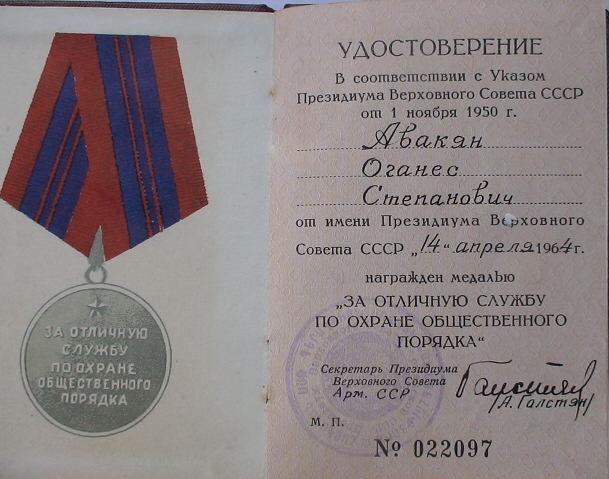 ЗА ОТЛИЧНУЮ
СЛУЖБУ
ПО ОХРАНЕ
ОБЩЕСТВЕННОГО
ПОРЯДКА
УДОСТОВЕРЕНИЕ
В соответствии с Указом
Президиума Верховного Совета СССР
от 1 ноября 1950 г.
Авакян
Оганес
Степанович
от имени Президиума Верховного
Совета СССР „14“ апреля 1964 г.
награжден медалью
„ЗА ОТЛИЧНУЮ СЛУЖБУ
ПО ОХРАНЕ ОБЩЕСТВЕННОГО
ПОРЯДКА“
Секретарь Президиума
Верховного Совета
Арм. ССР
(А. Галстян)
М. П.
№ 022097